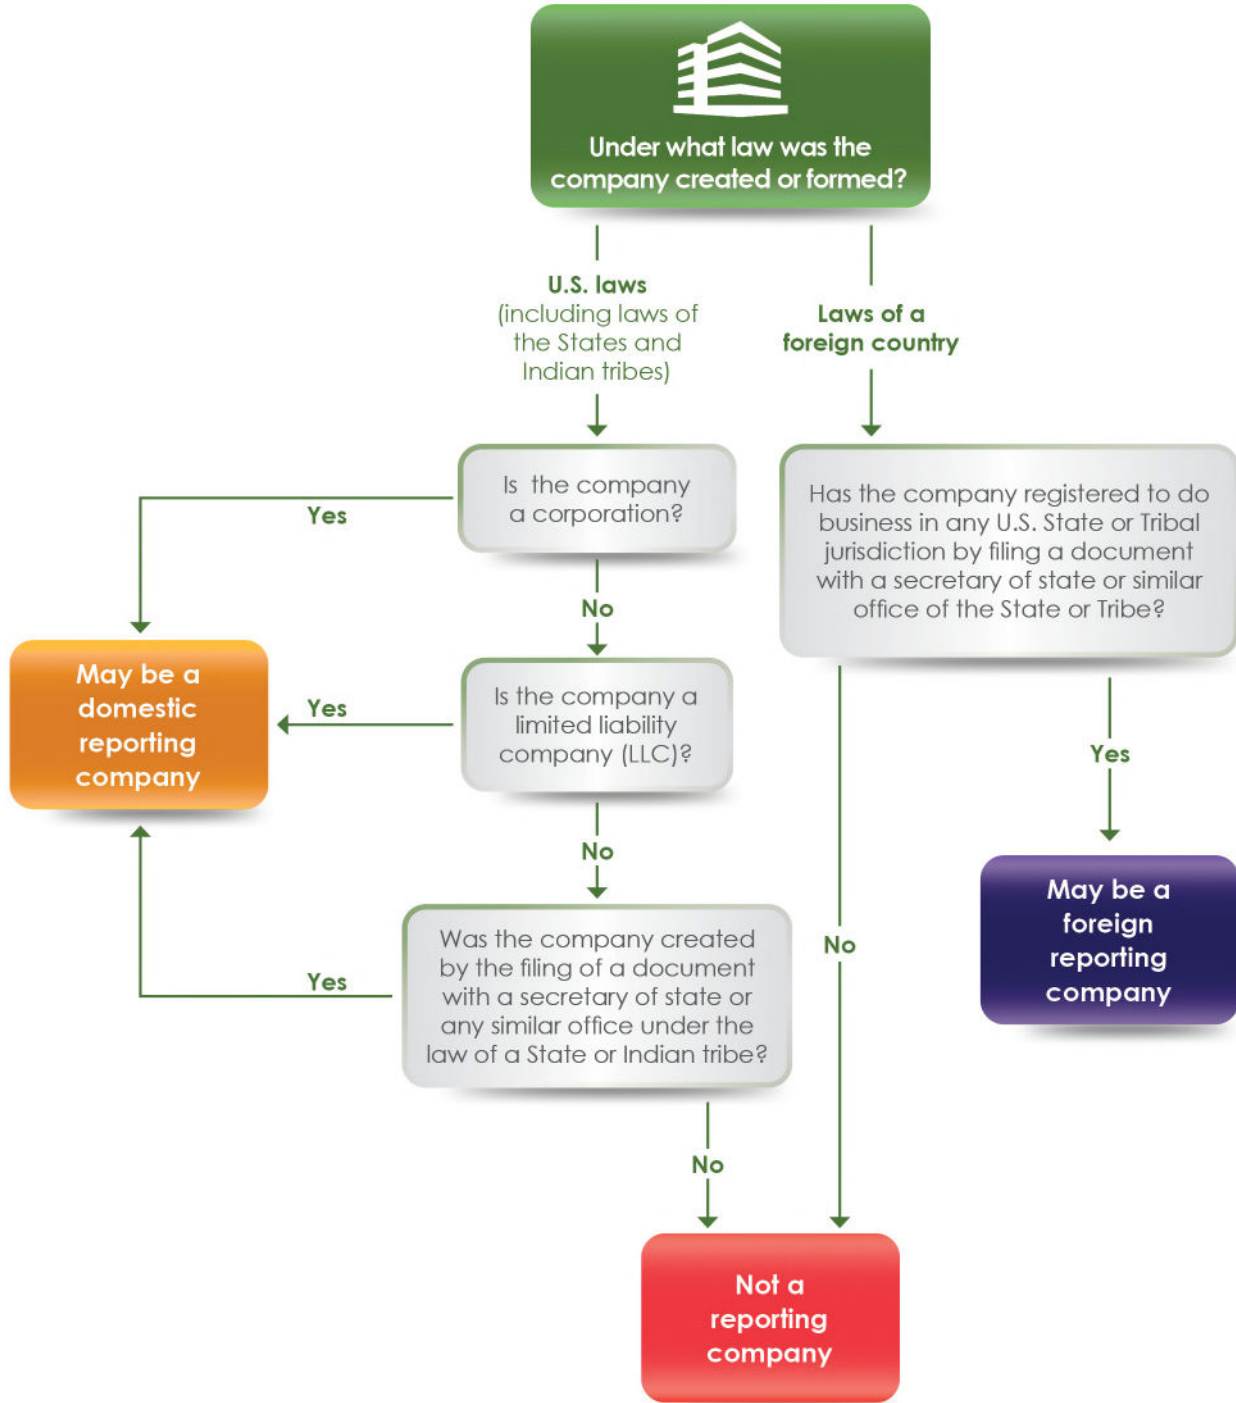 Under what law was the
company created or formed?
U.S. laws
(including laws of
the States and
Indian tribes)
Laws of a
foreign country
Is the company
a corporation?
Has the company registered to do
business in any U.S. State or Tribal
jurisdiction by filing a document
with a secretary of state or similar
office of the State or Tribe?
Yes
No
May be a
domestic
reporting
company
Yes
Is the company a
limited liability
company (LLC)?
Yes
No
May be a
foreign
reporting
company
Was the company created
by the filing of a document
with a secretary of state or
any similar office under the
law of a State or Indian tribe?
Yes
No
No
Not a
reporting
company